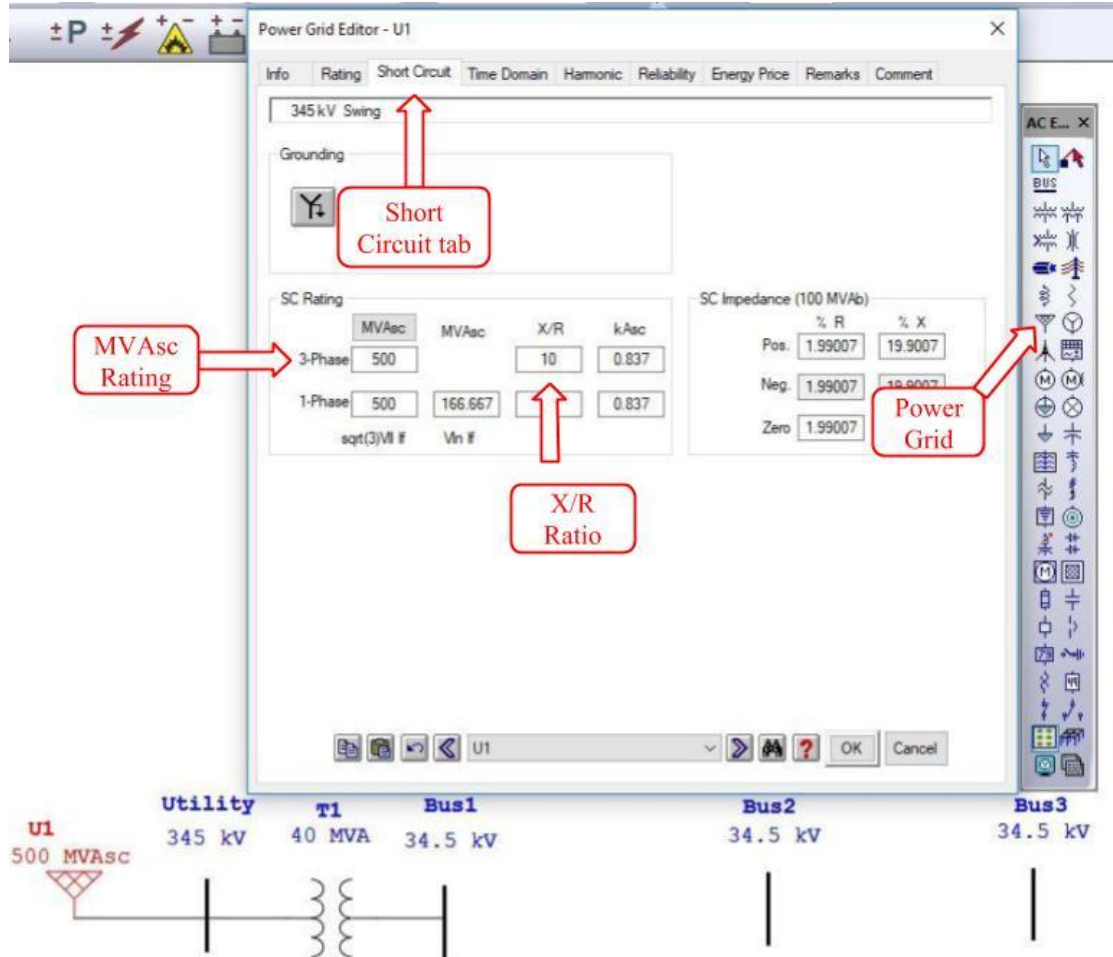 ±P
Power Grid Editor - U1
Info Rating Short Circuit Time Domain Harmonic Reliability Energy Price Remarks Comment
345 kV Swing
AC E...
Grounding
BUS
Short
Circuit tab
SC Rating
SC Impedance (100 MVAb)
MVAsc MVAsc X/R kAsc
% R % X
MVAsc
Rating
3-Phase 500 10 0.837
Pos. 1.99007 19.9007
1-Phase 500 166.667 0.837
Neg. 1.99007 19.9007
sqrt(3)Vll If Vln If
Zero 1.99007
Power
Grid
X/R
Ratio
U1
OK Cancel
Utility T1 Bus1 Bus2 Bus3
U1 345 kV 40 MVA 34.5 kV 34.5 kV 34.5 kV
500 MVAsc